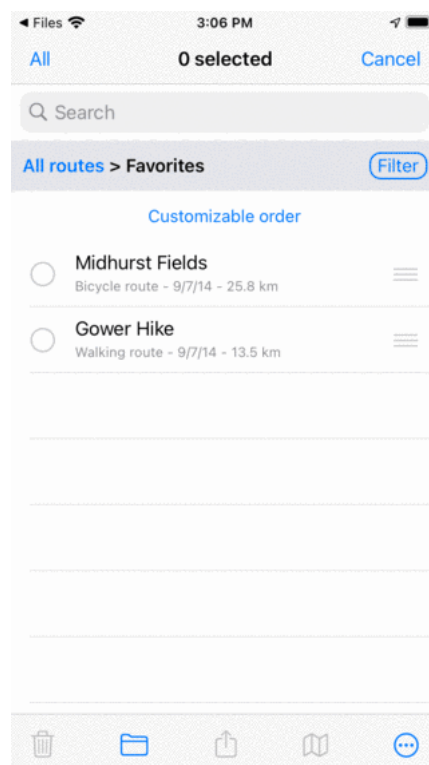 Files 3:06 PM
All 0 selected Cancel
Search
All routes > Favorites Filter
Customizable order
Midhurst Fields
Bicycle route - 9/7/14 - 25.8 km
Gower Hike
Walking route - 9/7/14 - 13.5 km